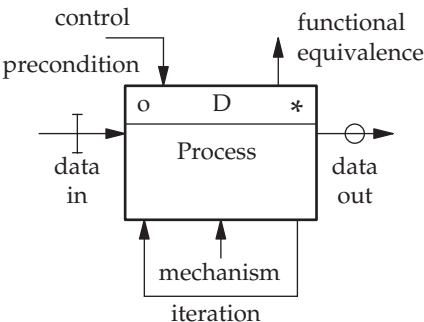 control
functional
equivalence
precondition
o D *
Process
data
in
data
out
mechanism
iteration